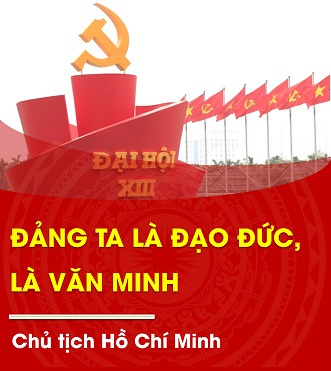 ĐẠI HỘI
XIII
ĐẢNG TA LÀ ĐẠO ĐỨC,
LÀ VĂN MINH
Chủ tịch Hồ Chí Minh